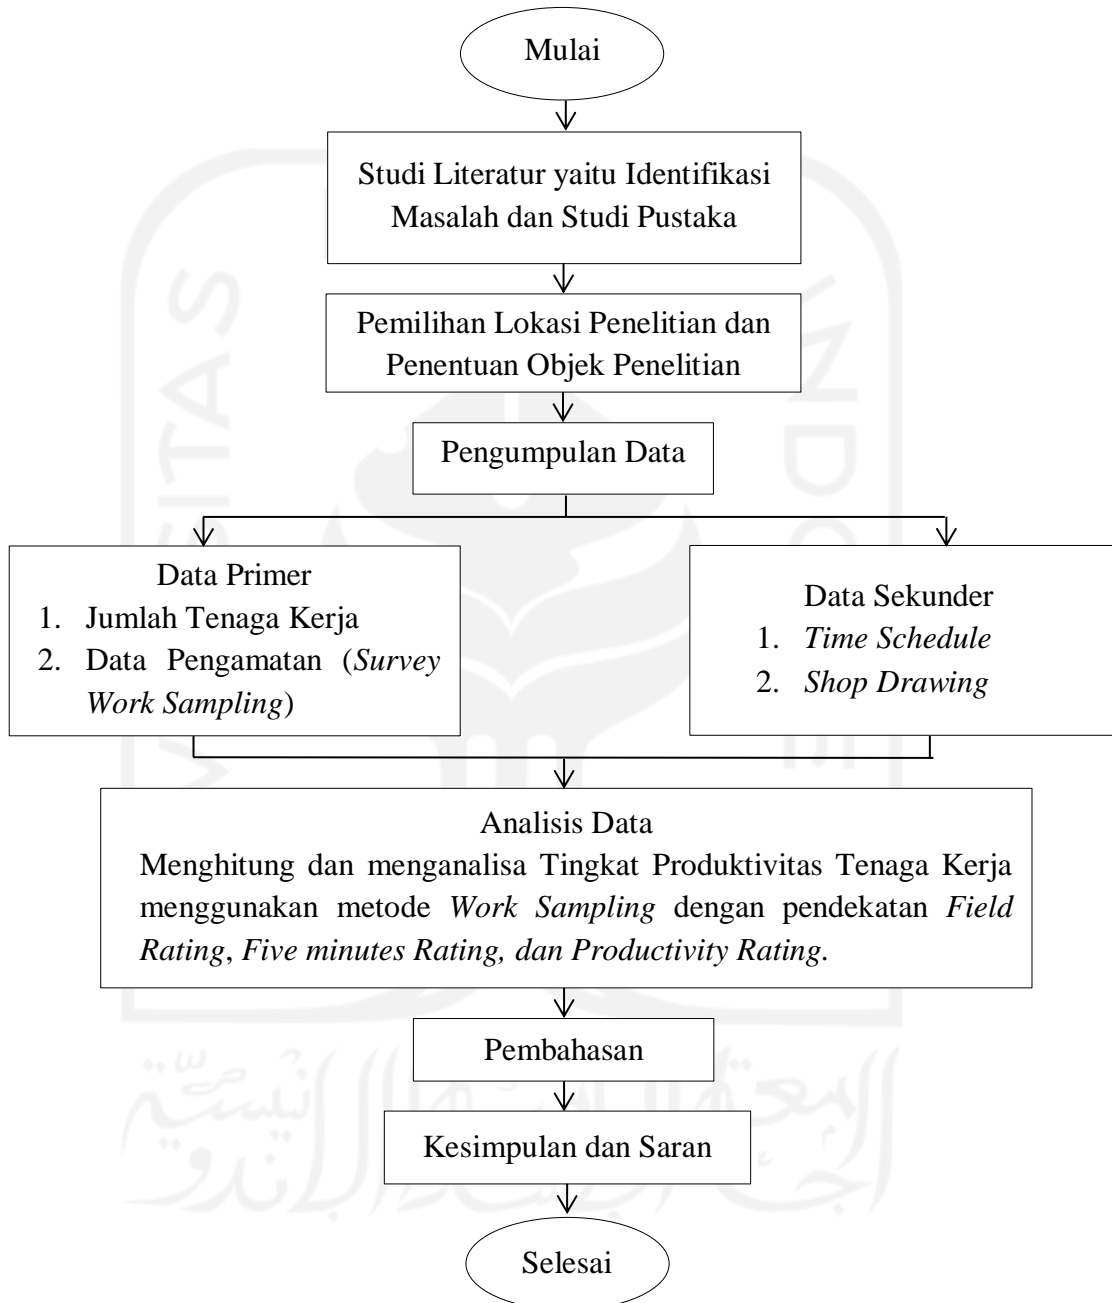 Mulai
Studi Literatur yaitu Identifikasi
Masalah dan Studi Pustaka
Pemilihan Lokasi Penelitian dan
Penentuan Objek Penelitian
Pengumpulan Data
Data Primer
1. Jumlah Tenaga Kerja
2. Data Pengamatan (Survey
Work Sampling)
Data Sekunder
1. Time Schedule
2. Shop Drawing
Analisis Data
Menghitung dan menganalisa Tingkat Produktivitas Tenaga Kerja
menggunakan metode Work Sampling dengan pendekatan Field
Rating, Five minutes Rating, dan Productivity Rating.
Pembahasan
Kesimpulan dan Saran
Selesai